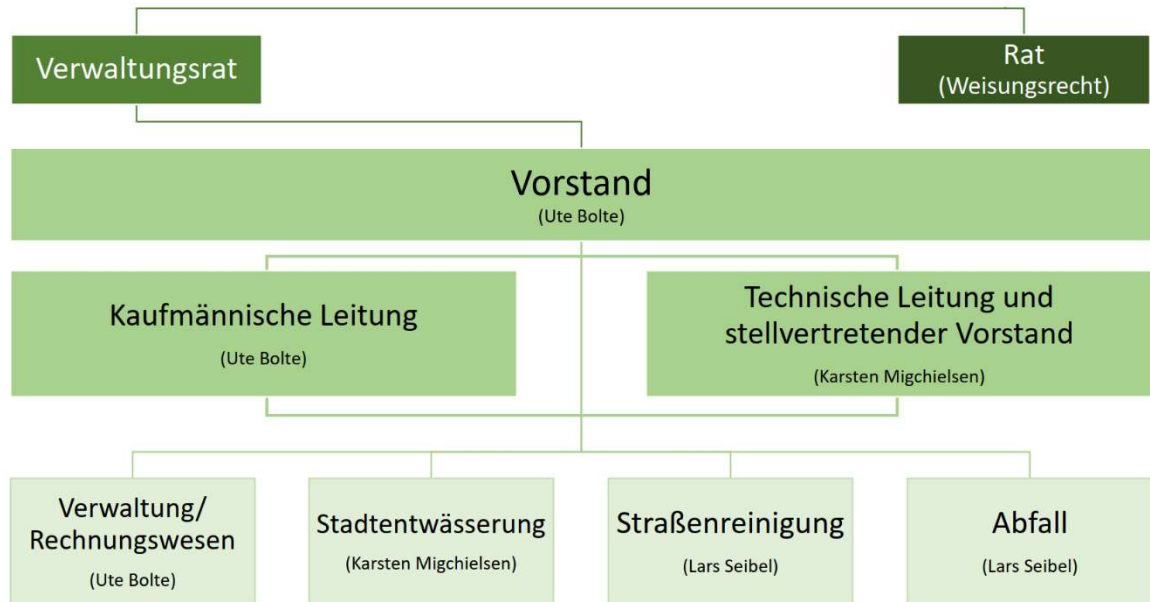 Verwaltungsrat
Rat
(Weisungsrecht)
Vorstand
(Ute Bolte)
Kaufmännische Leitung
(Ute Bolte)
Technische Leitung und
stellvertretender Vorstand
(Karsten Migchielsen)
Verwaltung/
Rechnungswesen
(Ute Bolte)
Stadtentwässerung
(Karsten Migchielsen)
Straßenreinigung
(Lars Seibel)
Abfall
(Lars Seibel)